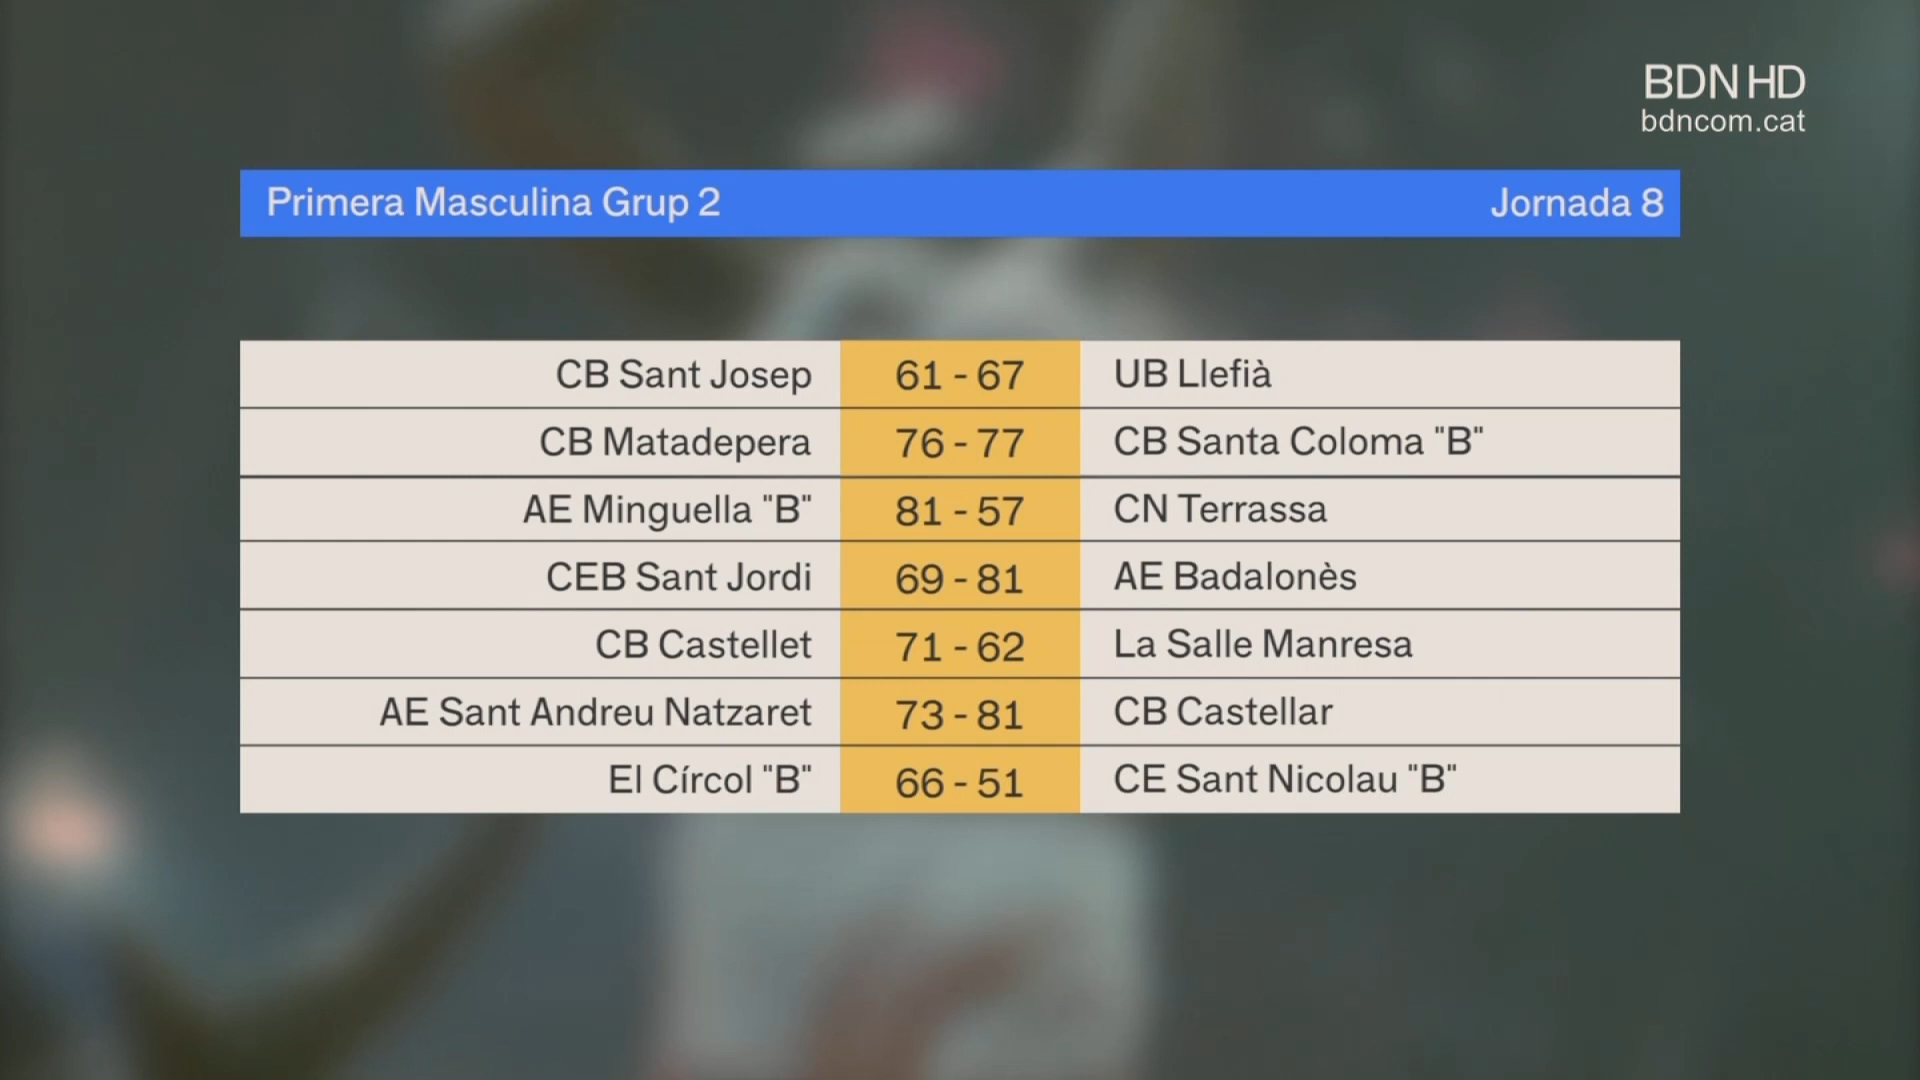 BDN HD
bdncom.cat
Primera Masculina Grup 2 Jornada 8
CB Sant Josep 61 - 67 UB Llefià
CB Matadepera 76 - 77 CB Santa Coloma "B"
AE Minguella "B" 81 - 57 CN Terrassa
CEB Sant Jordi 69 - 81 AE Badalonès
CB Castellet 71 - 62 La Salle Manresa
AE Sant Andreu Natzaret 73 - 81 CB Castellar
El Círcol "B" 66 - 51 CE Sant Nicolau "B"